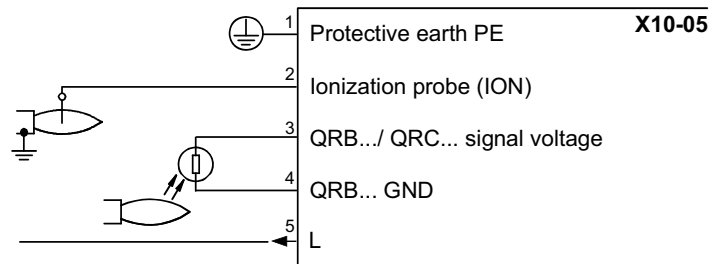 X10-05
1 Protective earth PE
2 Ionization probe (ION)
3 QRB.../ QRC... signal voltage
4 QRB... GND
5 L